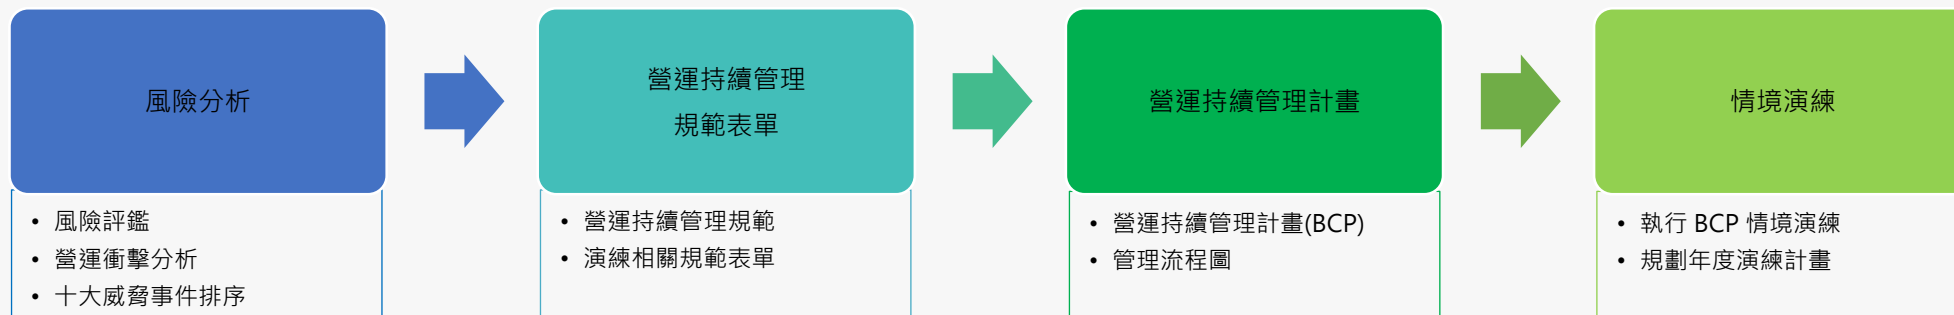 風險分析
• 風險評鑑
• 營運衝擊分析
• 十大威脅事件排序
營運持續管理
規範表單
• 營運持續管理規範
• 演練相關規範表單
營運持續管理計畫
• 營運持續管理計畫(BCP)
• 管理流程圖
情境演練
• 執行 BCP 情境演練
• 規劃年度演練計畫